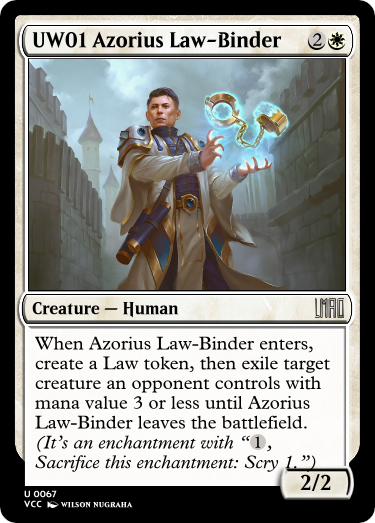 UW01 Azorius Law-Binder 2
Creature — Human LMAO
When Azorius Law-Binder enters,
create a Law token, then exile target
creature an opponent controls with
mana value 3 or less until Azorius
Law-Binder leaves the battlefield.
(It's an enchantment with “1,
Sacrifice this enchantment: Scry 1.”)
2/2
U 0067
VCC WILSON NUGRAHA